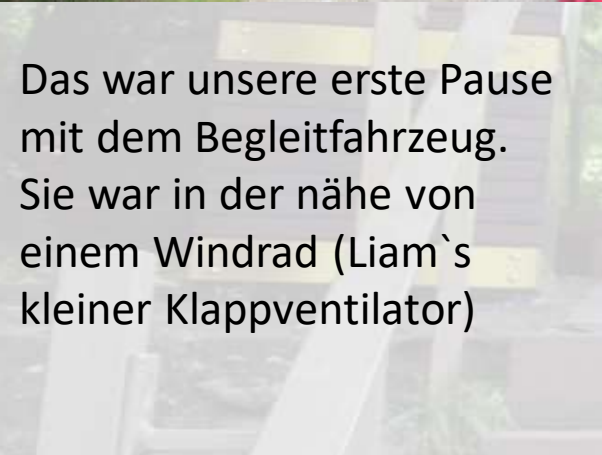 Das war unsere erste Pause
mit dem Begleitfahrzeug.
Sie war in der nähe von
einem Windrad (Liam`s
kleiner Klappventilator)